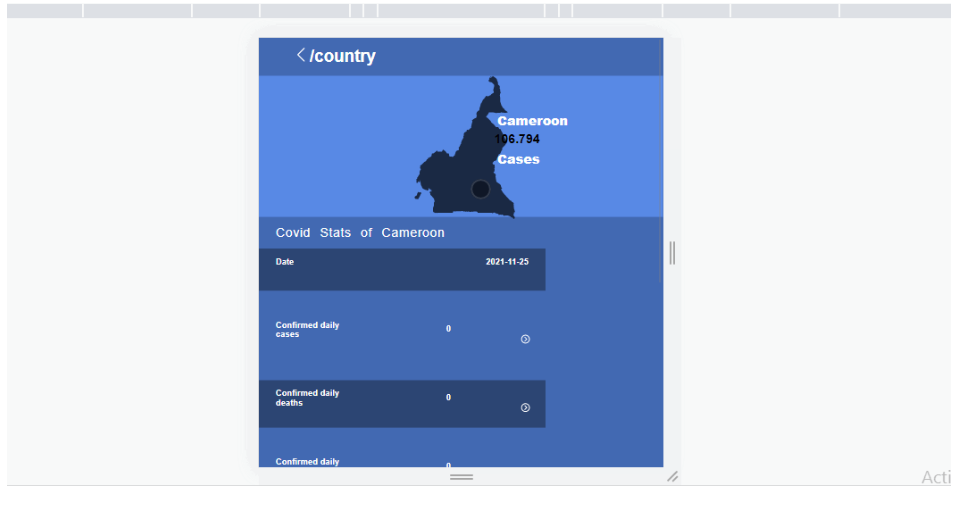 /country
Cameroon
106.794
Cases
Covid Stats of Cameroon
Date 2021-11-25
Confirmed daily
cases
0
Confirmed daily
deaths
0
Confirmed daily
0
Acti